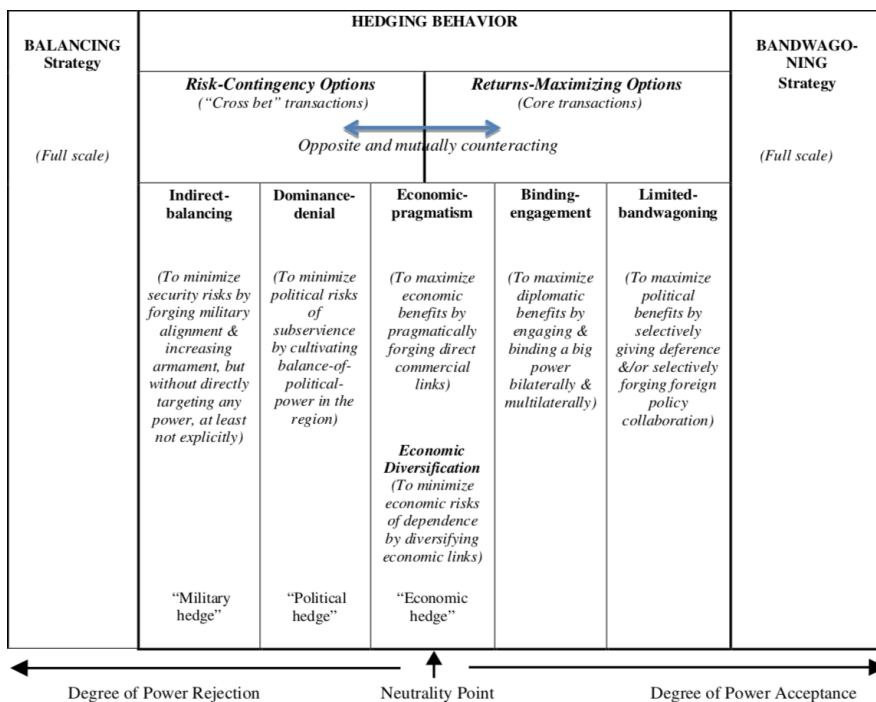 HEDGING BEHAVIOR
BALANCING
Strategy
(Full scale)
BANDWAGO-
NING
Strategy
(Full scale)
Risk-Contingency Options
(“Cross bet” transactions)
Returns-Maximizing Options
(Core transactions)
Opposite and mutually counteracting
Indirect-
balancing
(To minimize
security risks by
forging military
alignment &
increasing
armament, but
without directly
targeting any
power, at least
not explicitly)
“Military
hedge”
Dominance-
denial
(To minimize
political risks
of
subservience
by cultivating
balance-of-
political-
power in the
region)
“Political
hedge”
Economic-
pragmatism
(To maximize
economic
benefits by
pragmatically
forging direct
commercial
links)
Economic
Diversification
(To minimize
economic risks
of dependence
by diversifying
economic links)
“Economic
hedge”
Binding-
engagement
(To maximize
diplomatic
benefits by
engaging &
binding a big
power
bilaterally &
multilaterally)
Limited-
bandwagoning
(To maximize
political
benefits by
selectively
giving deference
&/or selectively
forging foreign
policy
collaboration)
Degree of Power Rejection
Neutrality Point
Degree of Power Acceptance